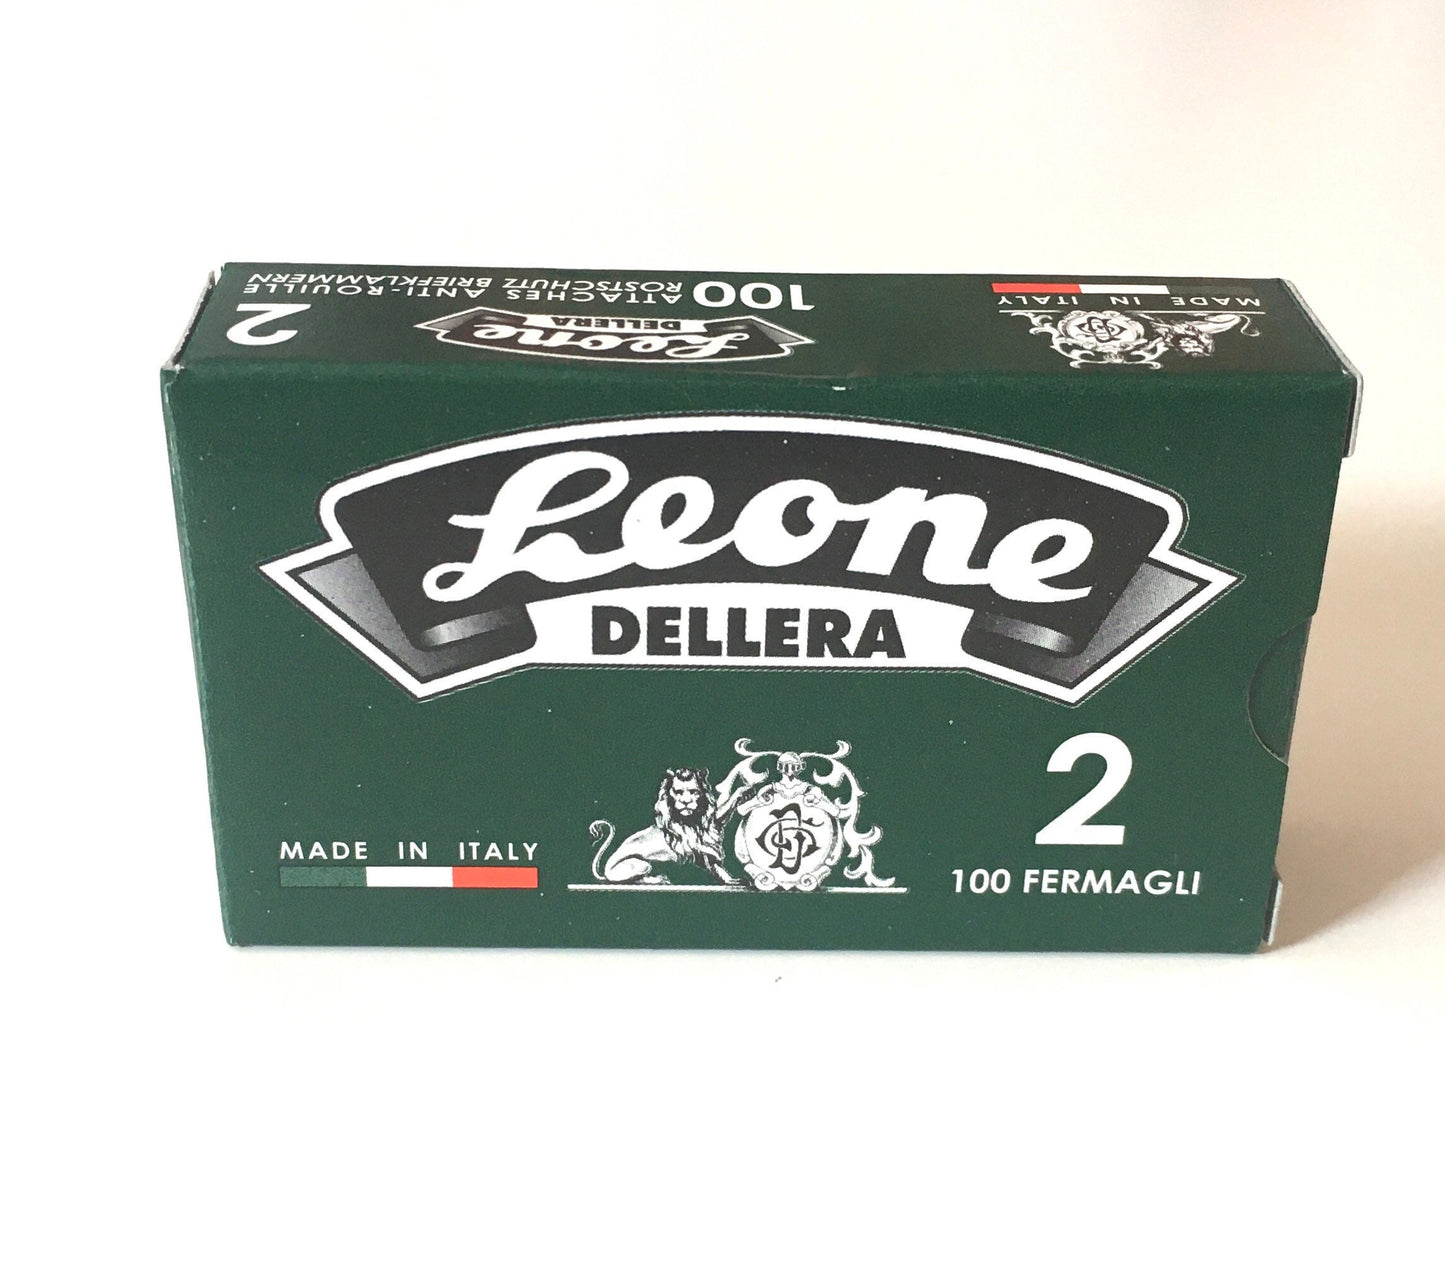 2
100 ATTACHES ANTI-ROUILLE
ROSTSCHUTZ BRIEFKLAMMERN
Leone
DELLERA
MADE IN ITALY
Leone
DELLERA
MADE IN ITALY
2
100 FERMAGLI